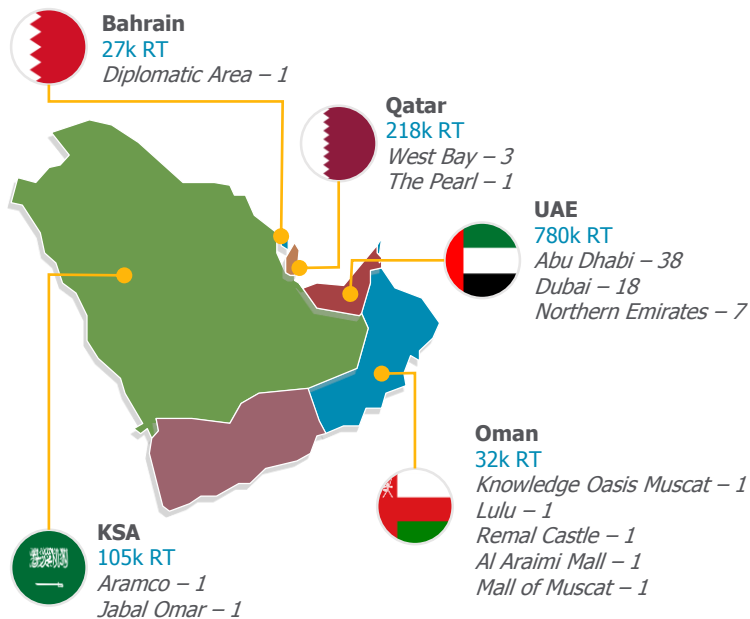 Bahrain
27k RT
Diplomatic Area – 1
Qatar
218k RT
West Bay – 3
The Pearl – 1
UAE
780k RT
Abu Dhabi – 38
Dubai – 18
Northern Emirates – 7
Oman
32k RT
Knowledge Oasis Muscat – 1
Lulu – 1
Remal Castle – 1
Al Araimi Mall – 1
Mall of Muscat – 1
KSA
105k RT
Aramco – 1
Jabal Omar – 1